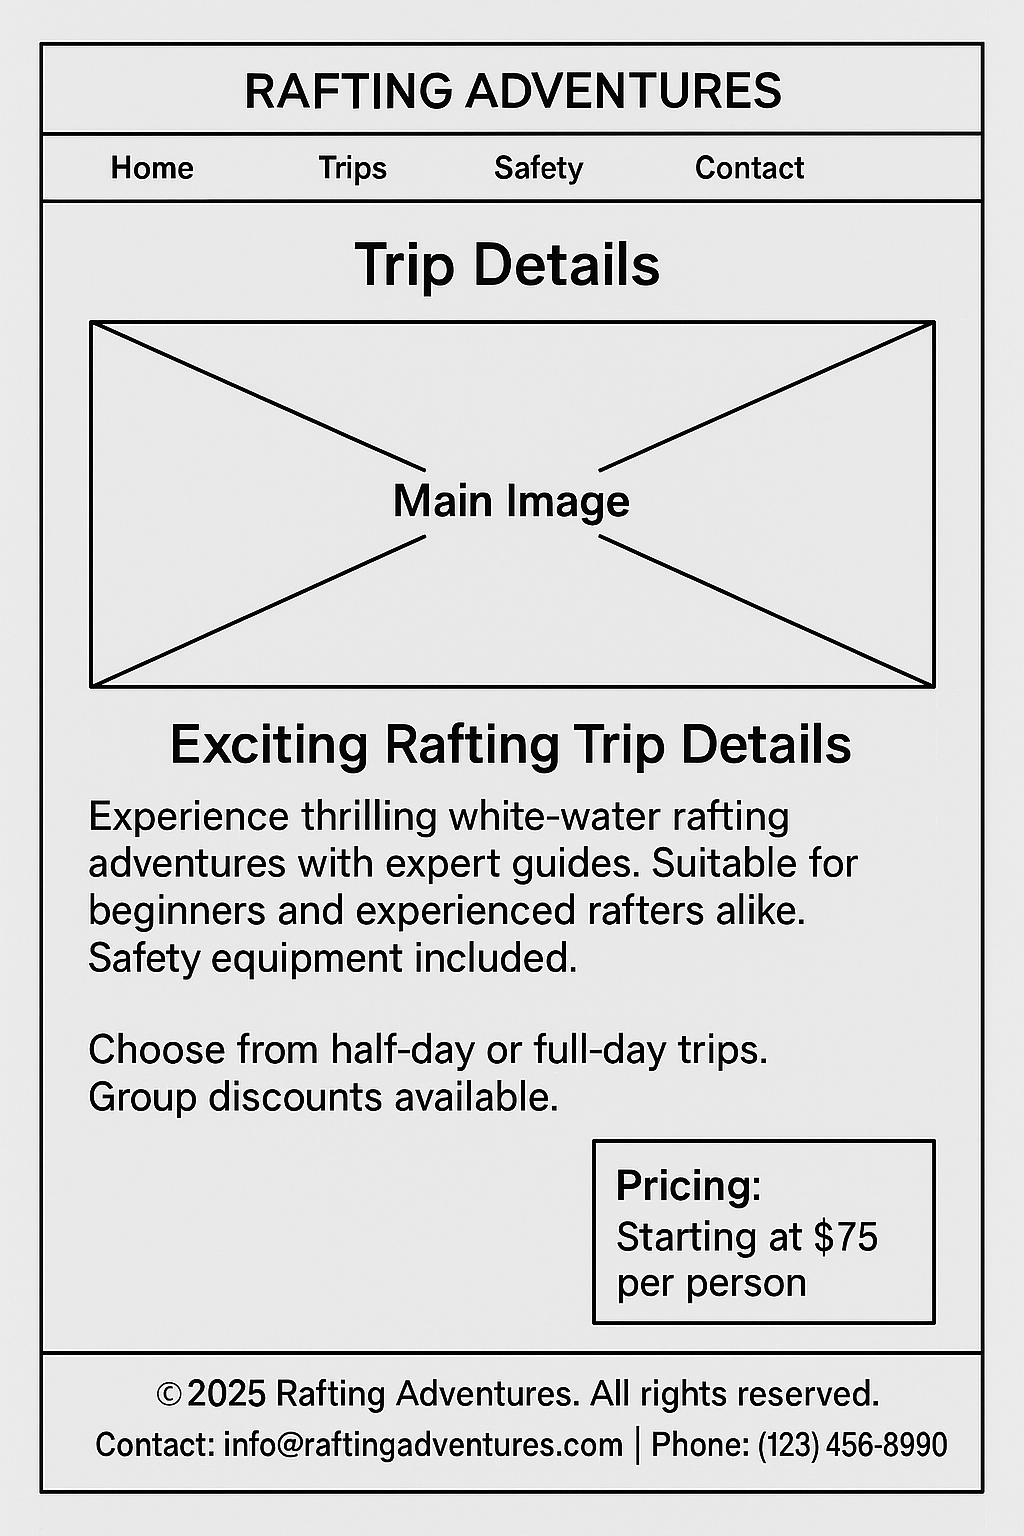 RAFTING ADVENTURES
Home Trips Safety Contact
Trip Details
Main Image
Exciting Rafting Trip Details
Experience thrilling white-water rafting
adventures with expert guides. Suitable for
beginners and experienced rafters alike.
Safety equipment included.
Choose from half-day or full-day trips.
Group discounts available.
Pricing:
Starting at $75
per person
© 2025 Rafting Adventures. All rights reserved.
Contact: info@raftingadventures.com | Phone: (123) 456-8990